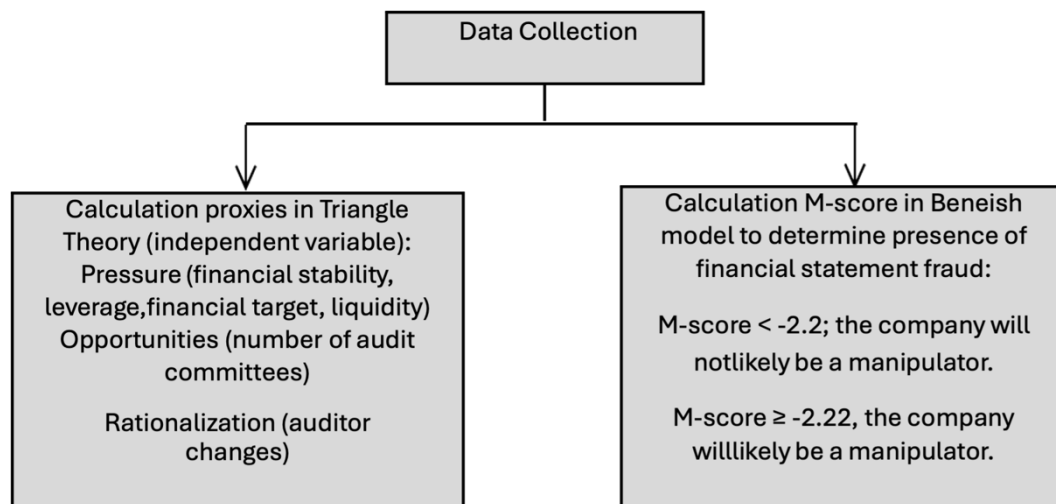 Data Collection
Calculation proxies in Triangle
Theory (independent variable):
Pressure (financial stability,
leverage,financial target, liquidity)
Opportunities (number of audit
committees)
Rationalization (auditor
changes)
Calculation M-score in Beneish
model to determine presence of
financial statement fraud:
M-score < -2.2; the company will
notlikely be a manipulator.
M-score ≥ -2.22, the company
willlikely be a manipulator.